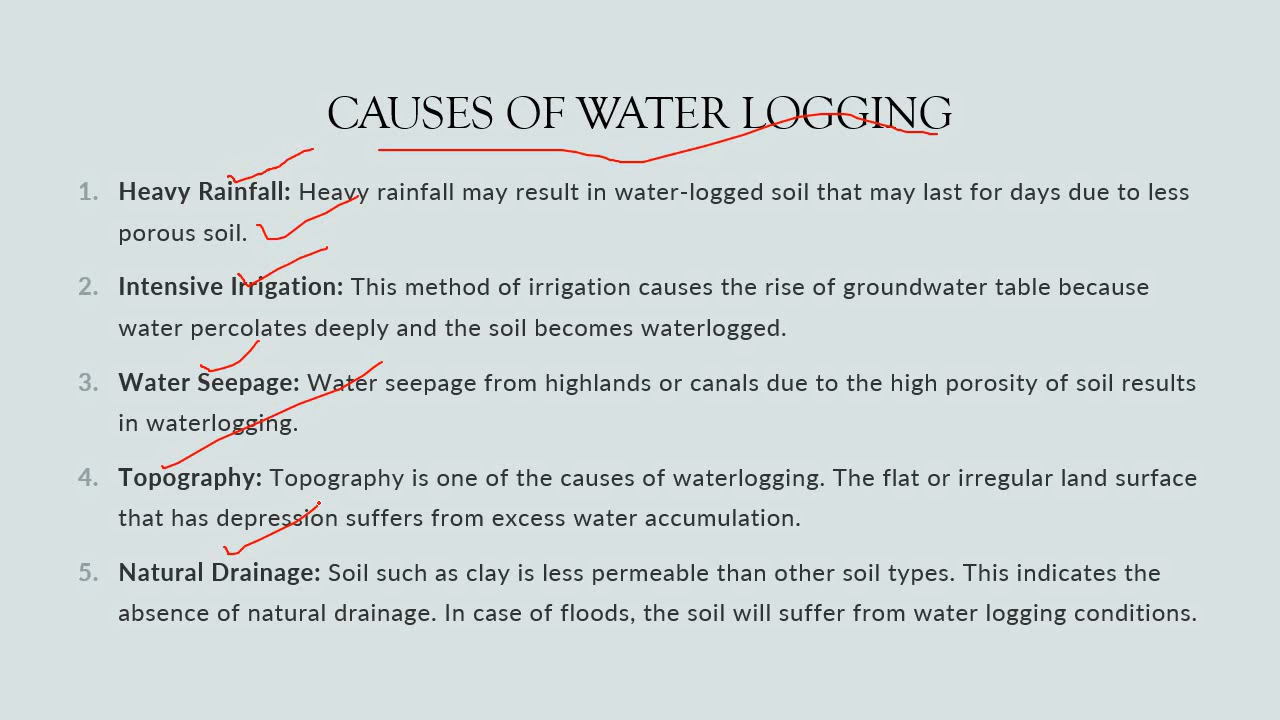 CAUSES OF WATER LOGGING
1. Heavy Rainfall: Heavy rainfall may result in water-logged soil that may last for days due to less
porous soil.
2. Intensive Irrigation: This method of irrigation causes the rise of groundwater table because
water percolates deeply and the soil becomes waterlogged.
3. Water Seepage: Water seepage from highlands or canals due to the high porosity of soil results
in waterlogging.
4. Topography: Topography is one of the causes of waterlogging. The flat or irregular land surface
that has depression suffers from excess water accumulation.
5. Natural Drainage: Soil such as clay is less permeable than other soil types. This indicates the
absence of natural drainage. In case of floods, the soil will suffer from water logging conditions.